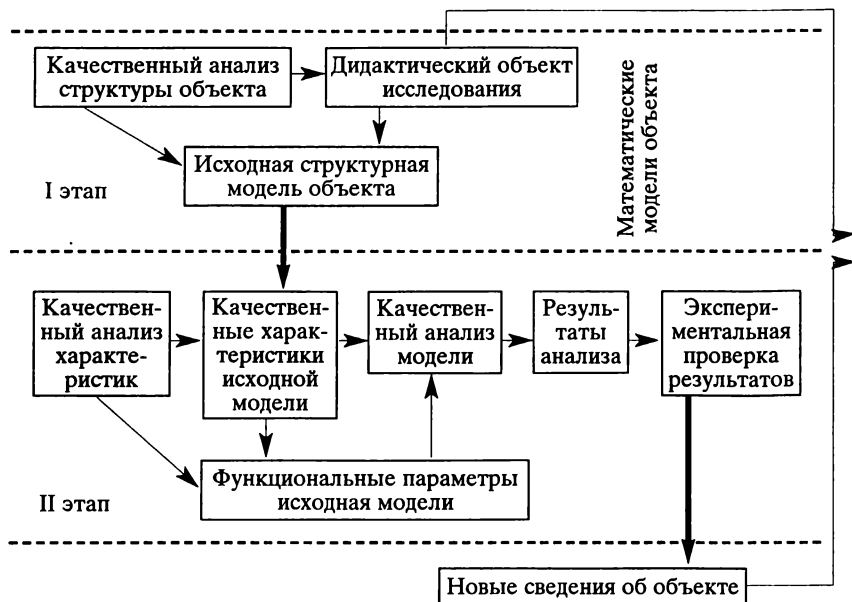 Качественный анализ
структуры объекта
Дидактический объект
исследования
Исходная структурная
модель объекта
I этап
Математические
модели объекта
Качествен-
ный анализ
характе-
ристик
Качествен-
ные харак-
теристики
исходной
модели
Качествен-
ный анализ
модели
Резуль-
таты
анализа
Экспери-
ментальная
проверка
результатов
Функциональные параметры
исходная модели
II этап
Новые сведения об объекте